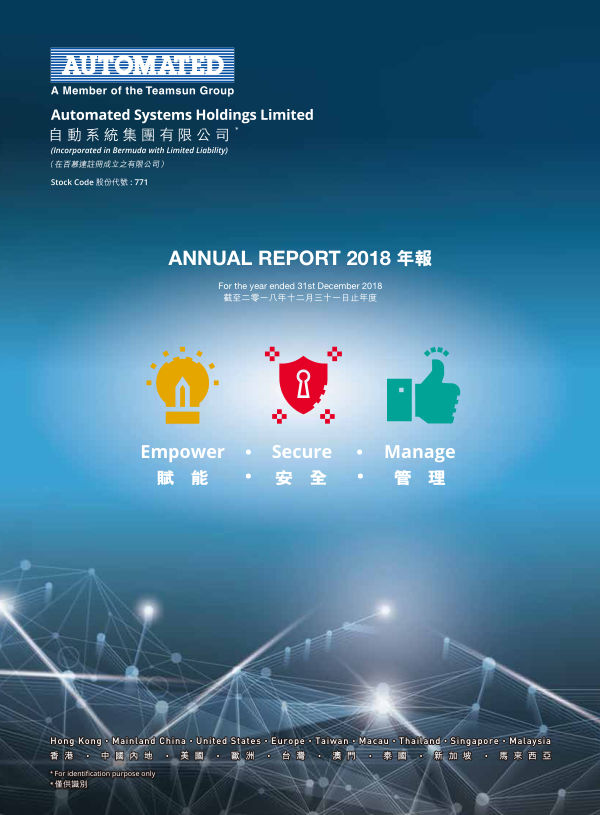 AUTOMATED
A Member of the Teamsun Group
Automated Systems Holdings Limited
自動系統集團有限公司*
(Incorporated in Bermuda with Limited Liability)
(在百慕達註冊成立之有限公司)
Stock Code 股份代號 : 771
ANNUAL REPORT 2018 年報
For the year ended 31st December 2018
截至二零一八年十二月三十一日止年度
Empower • Secure • Manage
賦能 • 安全 • 管理
Hong Kong • Mainland China • United States • Europe • Taiwan • Macau • Thailand • Singapore • Malaysia
香港 • 中國內地 • 美國 • 歐洲 • 台灣 • 澳門 • 泰國 • 新加坡 • 馬來西亞
* For identification purpose only
* 僅供識別